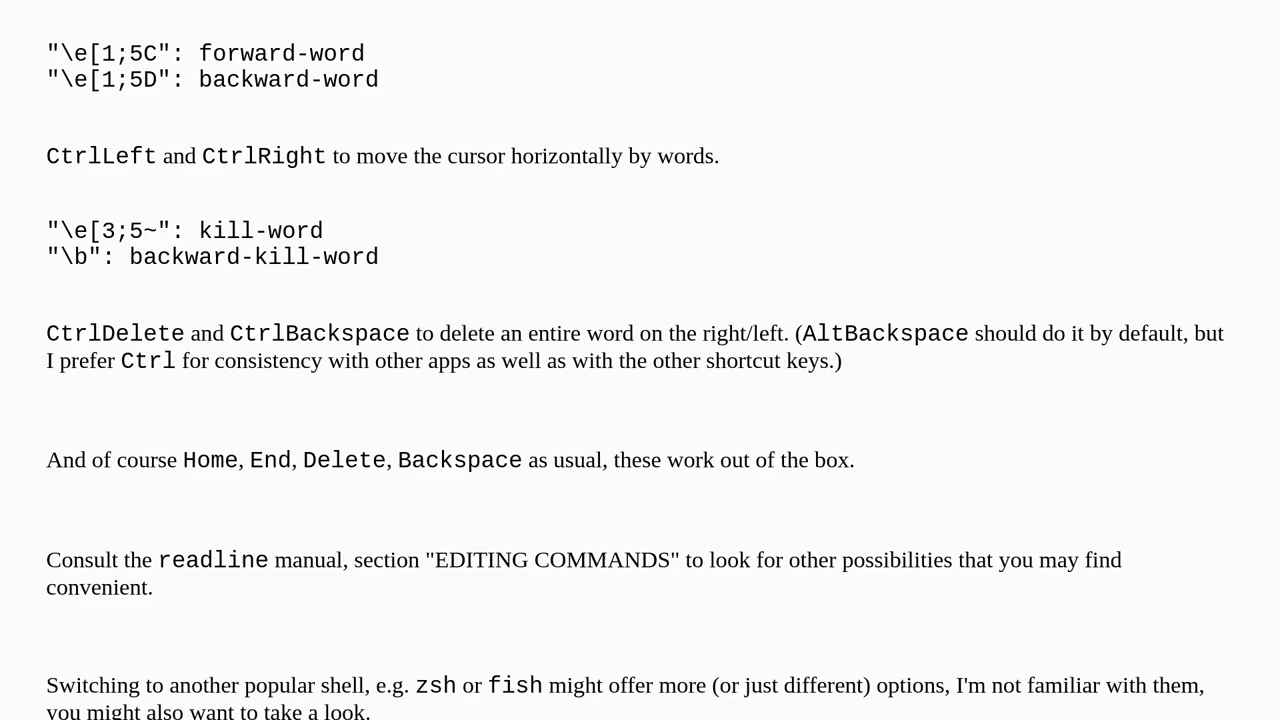 "\e[1;5C": forward-word
"\e[1;5D": backward-word
CtrlLeft and CtrlRight to move the cursor horizontally by words.
"\e[3;5~": kill-word
"\b": backward-kill-word
CtrlDelete and CtrlBackspace to delete an entire word on the right/left. (AltBackspace should do it by default, but
I prefer Ctrl for consistency with other apps as well as with the other shortcut keys.)
And of course Home, End, Delete, Backspace as usual, these work out of the box.
Consult the readline manual, section "EDITING COMMANDS" to look for other possibilities that you may find
convenient.
Switching to another popular shell, e.g. zsh or fish might offer more (or just different) options, I'm not familiar with them,
you might also want to take a look.